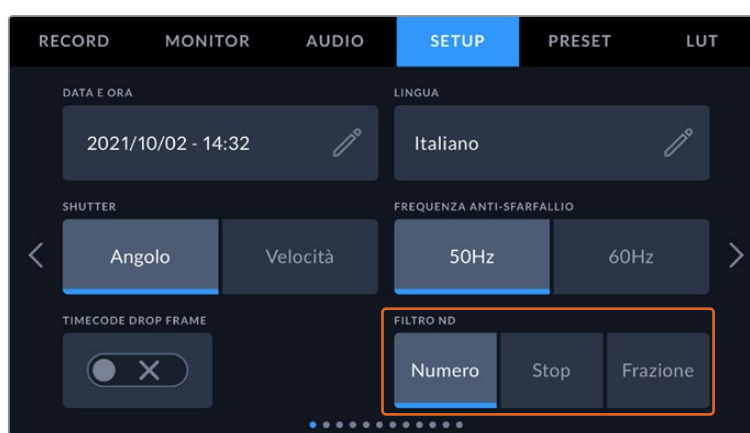 RECORD MONITOR AUDIO SETUP PRESET LUT
DATA E ORA LINGUA
2021/10/02 - 14:32 Italiano
SHUTTER FREQUENZA ANTI-SFARFALLIO
Angolo Velocità 50Hz 60Hz
TIMECODE DROP FRAME FILTRO ND
Numero Stop Frazione